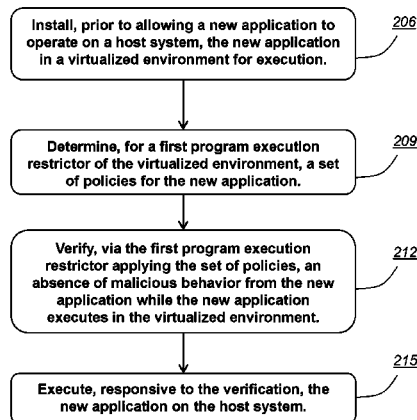 Install, prior to allowing a new application to
operate on a host system, the new application
in a virtualized environment for execution.
206
Determine, for a first program execution
restrictor of the virtualized environment, a set
of policies for the new application.
209
Verify, via the first program execution
restrictor applying the set of policies, an
absence of malicious behavior from the new
application while the new application
executes in the virtualized environment.
212
Execute, responsive to the verification, the
new application on the host system.
215